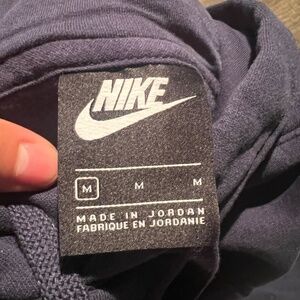 NIKE
M M M
MADE IN JORDAN
FABRIQUE EN JORDANIE